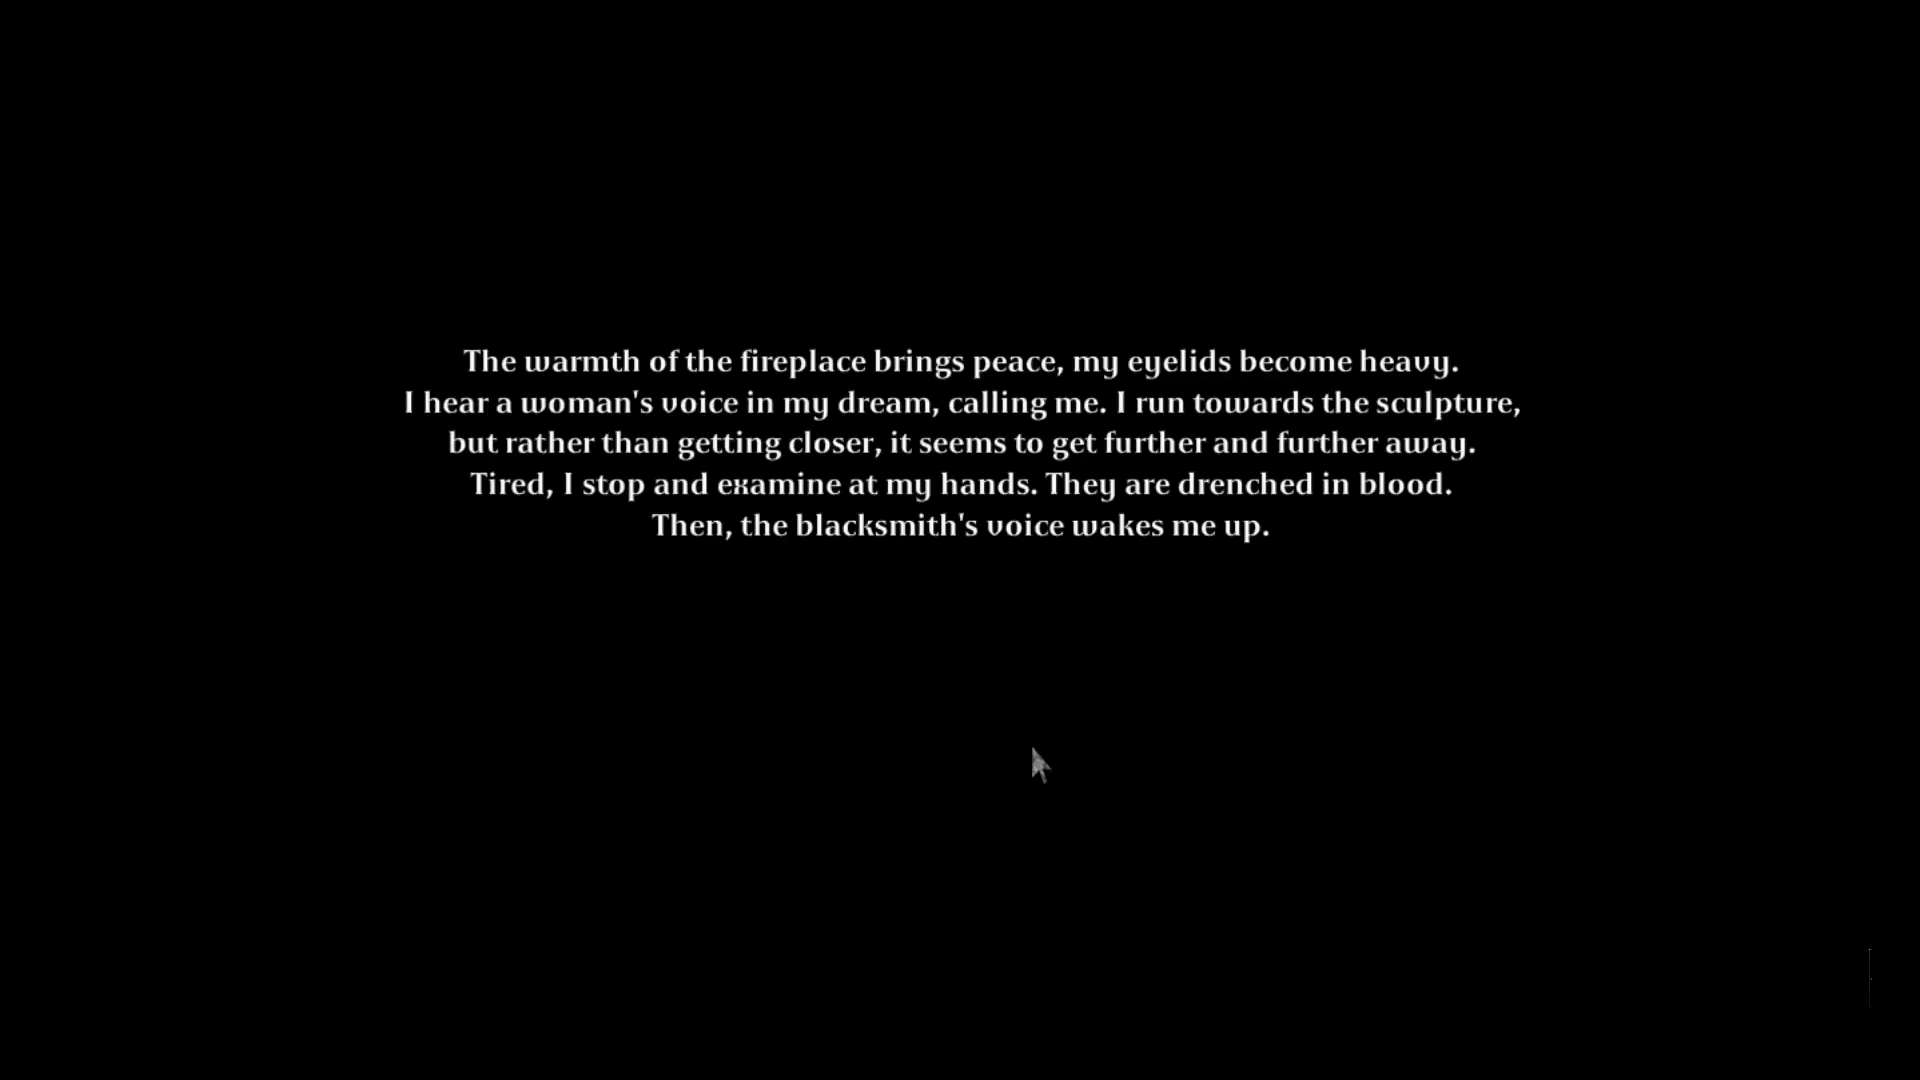 The warmth of the fireplace brings peace, my eyelids become heavy.
I hear a woman's voice in my dream, calling me. I run towards the sculpture,
but rather than getting closer, it seems to get further and further away.
Tired, I stop and examine at my hands. They are drenched in blood.
Then, the blacksmith's voice wakes me up.